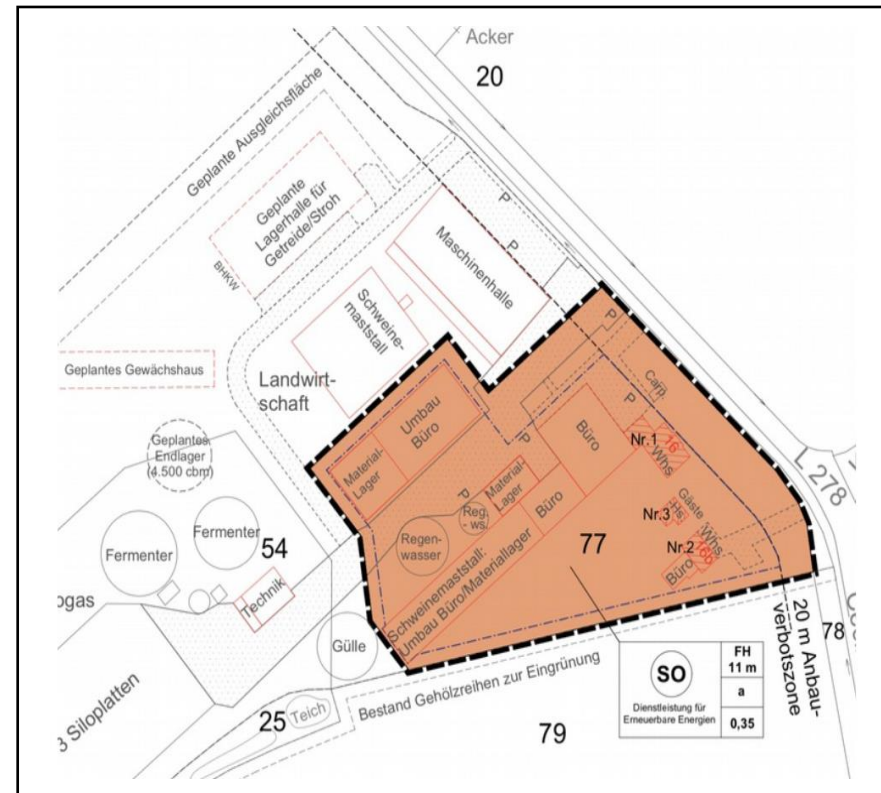 Acker
20
Geplante Ausgleichsfläche
Geplante
Lagerhalle für
Getreide/Stroh
BHKW
P
P
Maschinenhalle
Schweine-
maststall
Geplantes Gewächshaus
Landwirt-
schaft
Geplantes
Endlager
(4.500 cbm)
Umbau
Büro
Material-
Lager
P
Carp.
P
P
Büro
Nr.1
16
Whs
L 278
Material-
Lager
P
Reg.
- ws.
Büro
Gäste
Hs.
Nr.3
Whs.
16b
Nr.2
Büro
Regen-
wasser
77
Schweinemaststall-
Umbau Büro/Materiallager
Fermenter
Fermenter
54
ogas
Technik
Gülle
78
20 m Anbau-
verbotszone
SO
Dienstleistung für
Erneuerbare Energien
FH
11 m
a
0,35
Bestand Gehölzreihen zur Eingrünung
25
Teich
79
3 Siloplatten